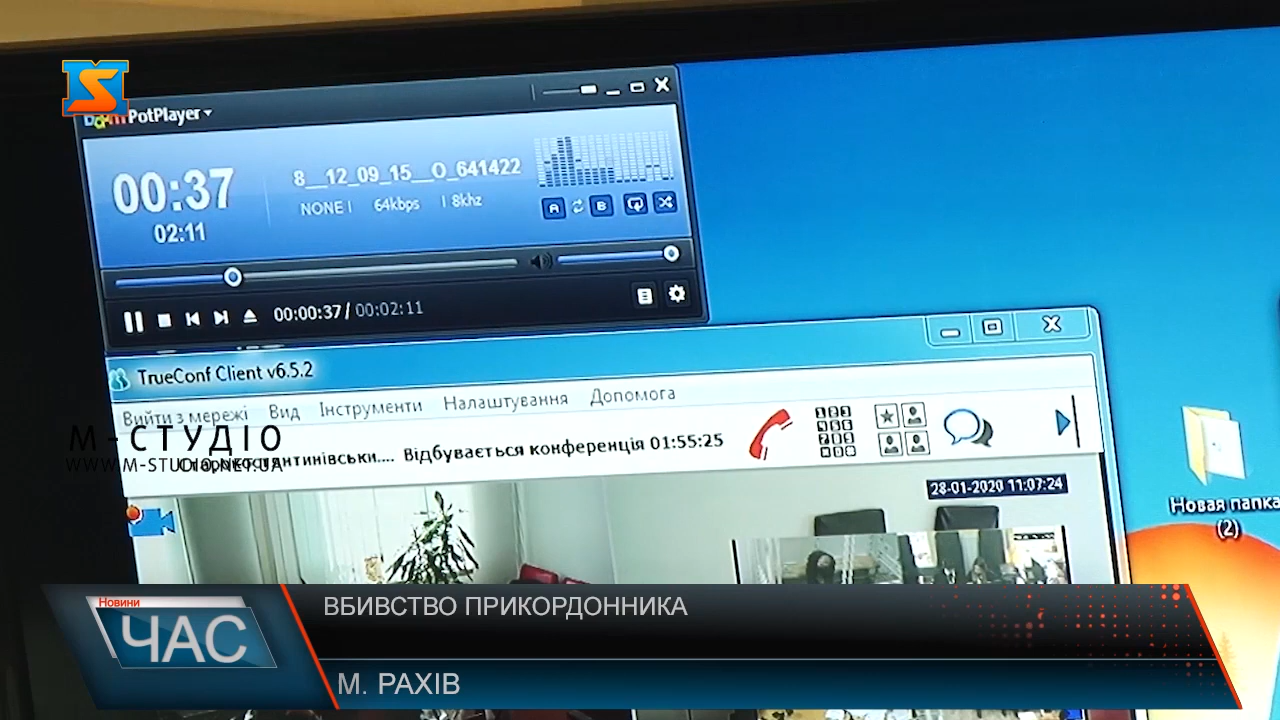 PotPlayer
00:37
02:11
8__12_09_15__O_641422
NONE | 64kbps | 8khz
A B
00:00:37 / 00:02:11
TrueConf Client v6.5.2
Вийти з мережі Вид Інструменти Налаштування Допомога
М-СТУДІО
WWW.M-STUDIO.NET.UA
Відбувається конференція 01:55:25
28-01-2020 11:07:24
Новая папка
(2)
Новини
ЧАС
ВБИВСТВО ПРИКОРДОННИКА
М. РАХІВ